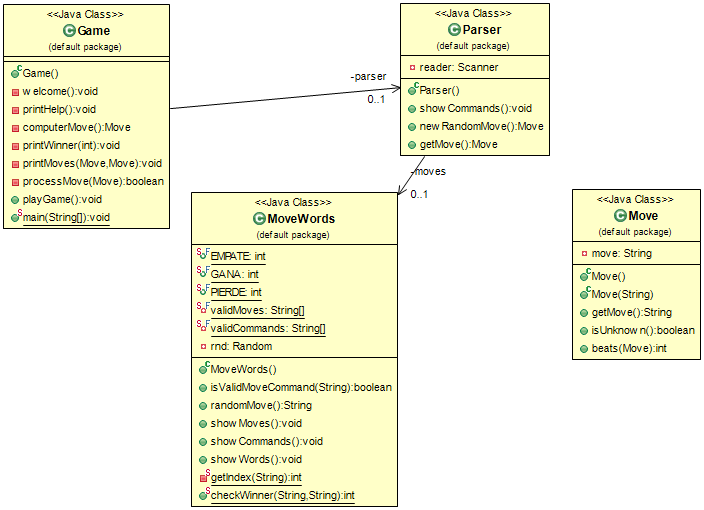 <<Java Class>>
Game
(default package)
Game()
welcome():void
printHelp():void
computerMove():Move
printWinner(int):void
printMoves(Move,Move):void
processMove(Move):boolean
playGame():void
main(String[]):void
-parser
0..1
<<Java Class>>
Parser
(default package)
reader: Scanner
Parser()
showCommands():void
newRandomMove():Move
getMove():Move
-moves
0..1
<<Java Class>>
MoveWords
(default package)
EMPATE: int
GANA: int
PIERDE: int
validMoves: String[]
validCommands: String[]
rnd: Random
MoveWords()
isValidMoveCommand(String):boolean
randomMove():String
showMoves():void
showCommands():void
showWords():void
getIndex(String):int
checkWinner(String,String):int
<<Java Class>>
Move
(default package)
move: String
Move()
Move(String)
getMove():String
isUnknown():boolean
beats(Move):int